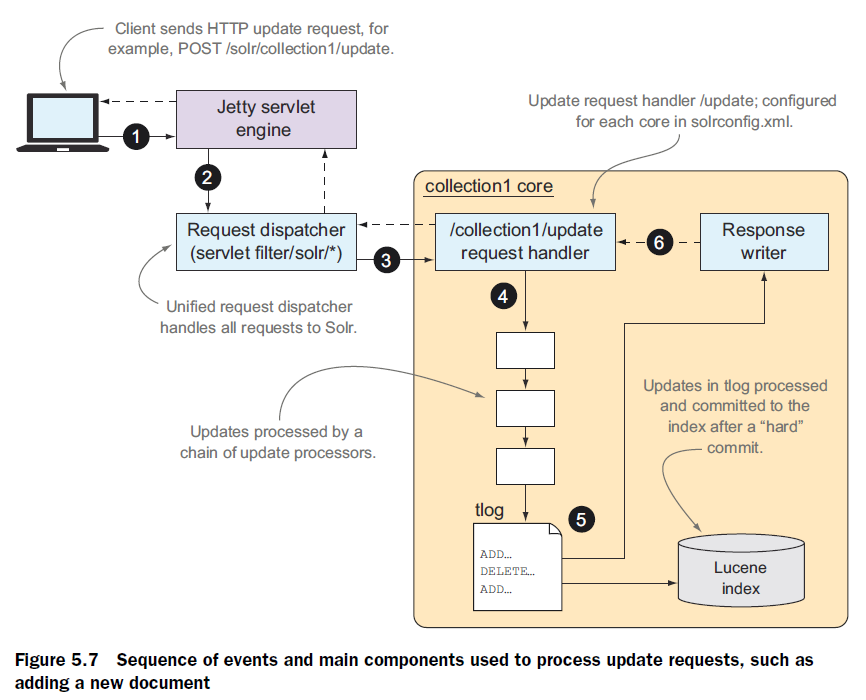 Client sends HTTP update request, for
example, POST /solr/collection1/update.
Jetty servlet
engine
Update request handler /update; configured
for each core in solrconfig.xml.
1
2
collection1 core
Request dispatcher
(servlet filter/solr/*)
3
/collection1/update
request handler
6
Response
writer
4
Unified request dispatcher
handles all requests to Solr.
Updates in tlog processed
and committed to the
index after a “hard”
commit.
Updates processed by a
chain of update processors.
tlog
5
ADD…
DELETE…
ADD…
Lucene
index
Figure 5.7 Sequence of events and main components used to process update requests, such as
adding a new document